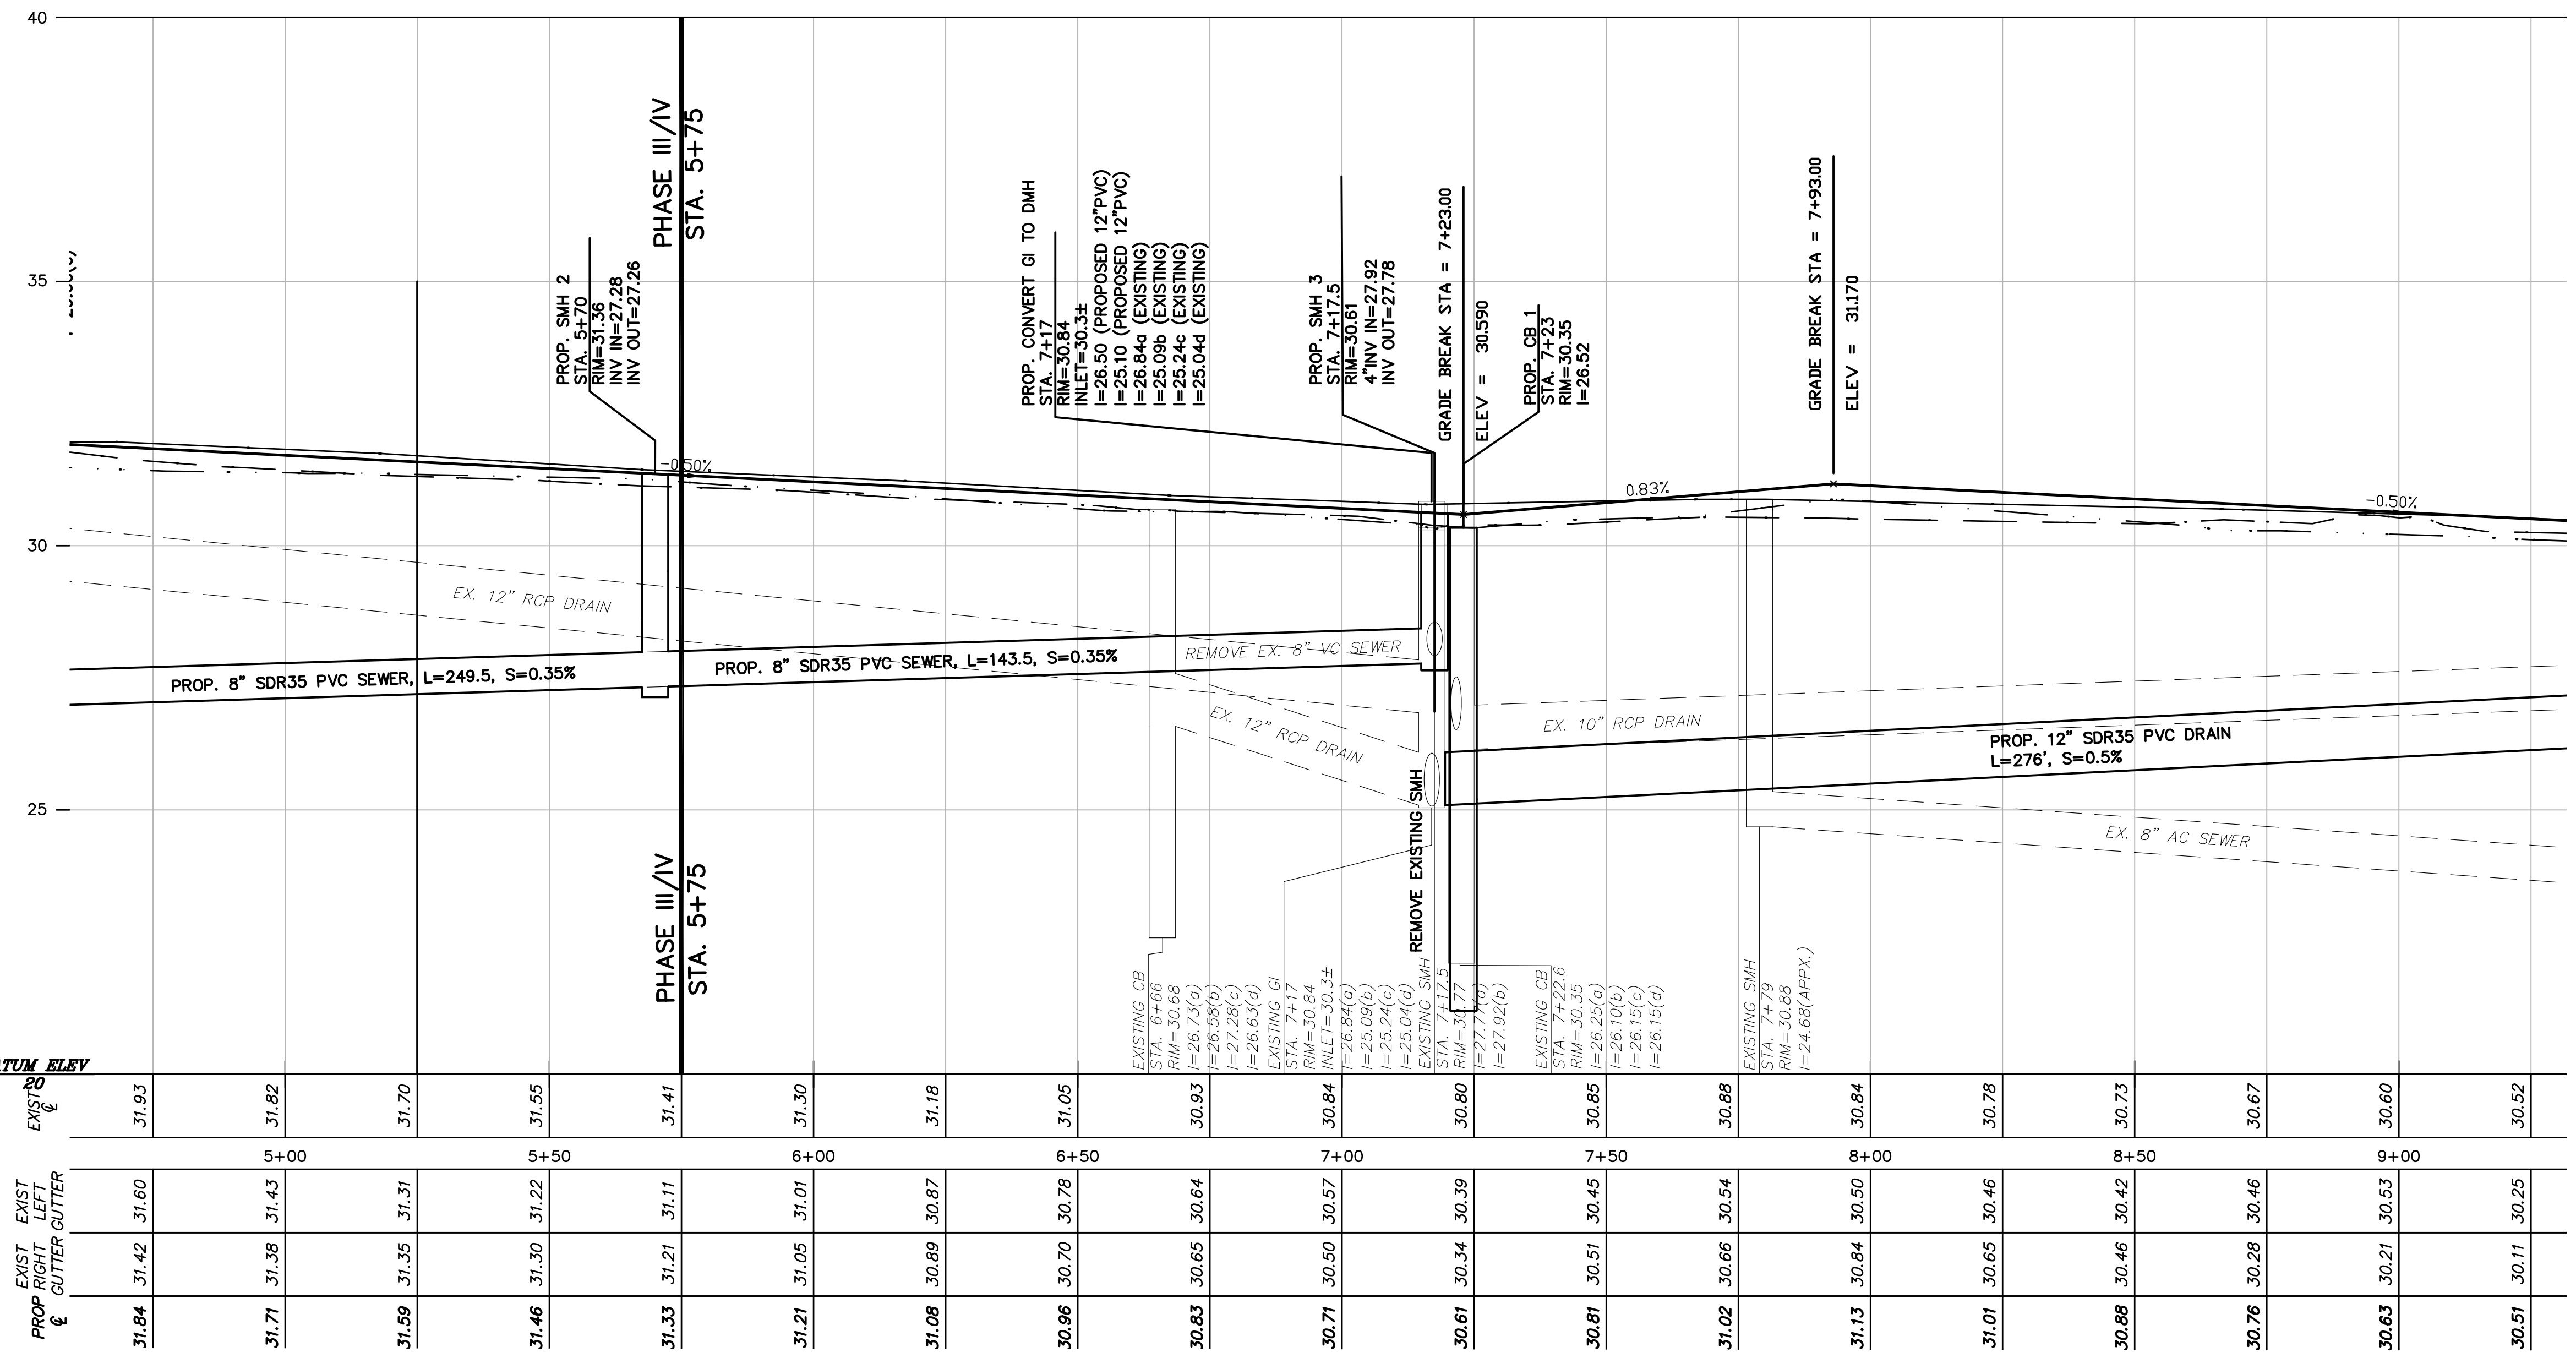 40
35
30
25
PHASE III/IV
STA. 5+75
PROP. SMH 2
STA. 5+70
RIM=31.36
INV IN=27.28
INV OUT=27.26
PROP. CONVERT GI TO DMH
STA. 7+17
RIM=30.84
INLET=30.3±
I=26.50 (PROPOSED 12"PVC)
I=25.10 (PROPOSED 12"PVC)
I=26.84a (EXISTING)
I=25.09b (EXISTING)
I=25.24c (EXISTING)
I=25.04d (EXISTING)
PROP. SMH 3
STA. 7+17.5
RIM=30.61
4"INV IN=27.92
INV OUT=27.78
GRADE BREAK STA = 7+23.00
ELEV = 30.590
PROP. CB 1
STA. 7+23
RIM=30.35
I=26.52
GRADE BREAK STA = 7+93.00
ELEV = 31.170
-0.50%
0.83%
-0.50%
EX. 12" RCP DRAIN
PROP. 8" SDR35 PVC SEWER, L=249.5, S=0.35%
PROP. 8" SDR35 PVC SEWER, L=143.5, S=0.35%
REMOVE EX. 8" VC SEWER
EX. 12" RCP DRAIN
EX. 10" RCP DRAIN
PROP. 12" SDR35 PVC DRAIN
L=276', S=0.5%
EX. 8" AC SEWER
REMOVE EXISTING SMH
PHASE III/IV
STA. 5+75
EXISTING CB
STA. 6+66
RIM=30.68
I=26.73(a)
I=26.58(b)
I=27.28(c)
I=26.63(d)
EXISTING GI
STA. 7+17
RIM=30.84
INLET=30.3±
I=26.84(a)
I=25.09(b)
I=25.24(c)
I=25.04(d)
EXISTING SMH
STA. 7+17.5
RIM=30.77
I=27.77(a)
I=27.92(b)
EXISTING CB
STA. 7+22.6
RIM=30.35
I=26.25(a)
I=26.10(b)
I=26.15(c)
I=26.15(d)
EXISTING SMH
STA. 7+79
RIM=30.88
I=24.68(APPX.)
TUM ELEV
20
EXIST ℄ 31.93 31.82 31.70 31.55 31.41 31.30 31.18 31.05 30.93 30.84 30.80 30.85 30.88 30.84 30.78 30.73 30.67 30.60 30.52
5+00 5+50 6+00 6+50 7+00 7+50 8+00 8+50 9+00
EXIST LEFT GUTTER 31.60 31.43 31.31 31.22 31.11 31.01 30.87 30.78 30.64 30.57 30.39 30.45 30.54 30.50 30.46 30.42 30.46 30.53 30.25
EXIST RIGHT GUTTER 31.42 31.38 31.35 31.30 31.21 31.05 30.89 30.70 30.65 30.50 30.34 30.51 30.66 30.84 30.65 30.46 30.28 30.21 30.11
PROP ℄ 31.84 31.71 31.59 31.46 31.33 31.21 31.08 30.96 30.83 30.71 30.61 30.81 31.02 31.13 31.01 30.88 30.76 30.63 30.51